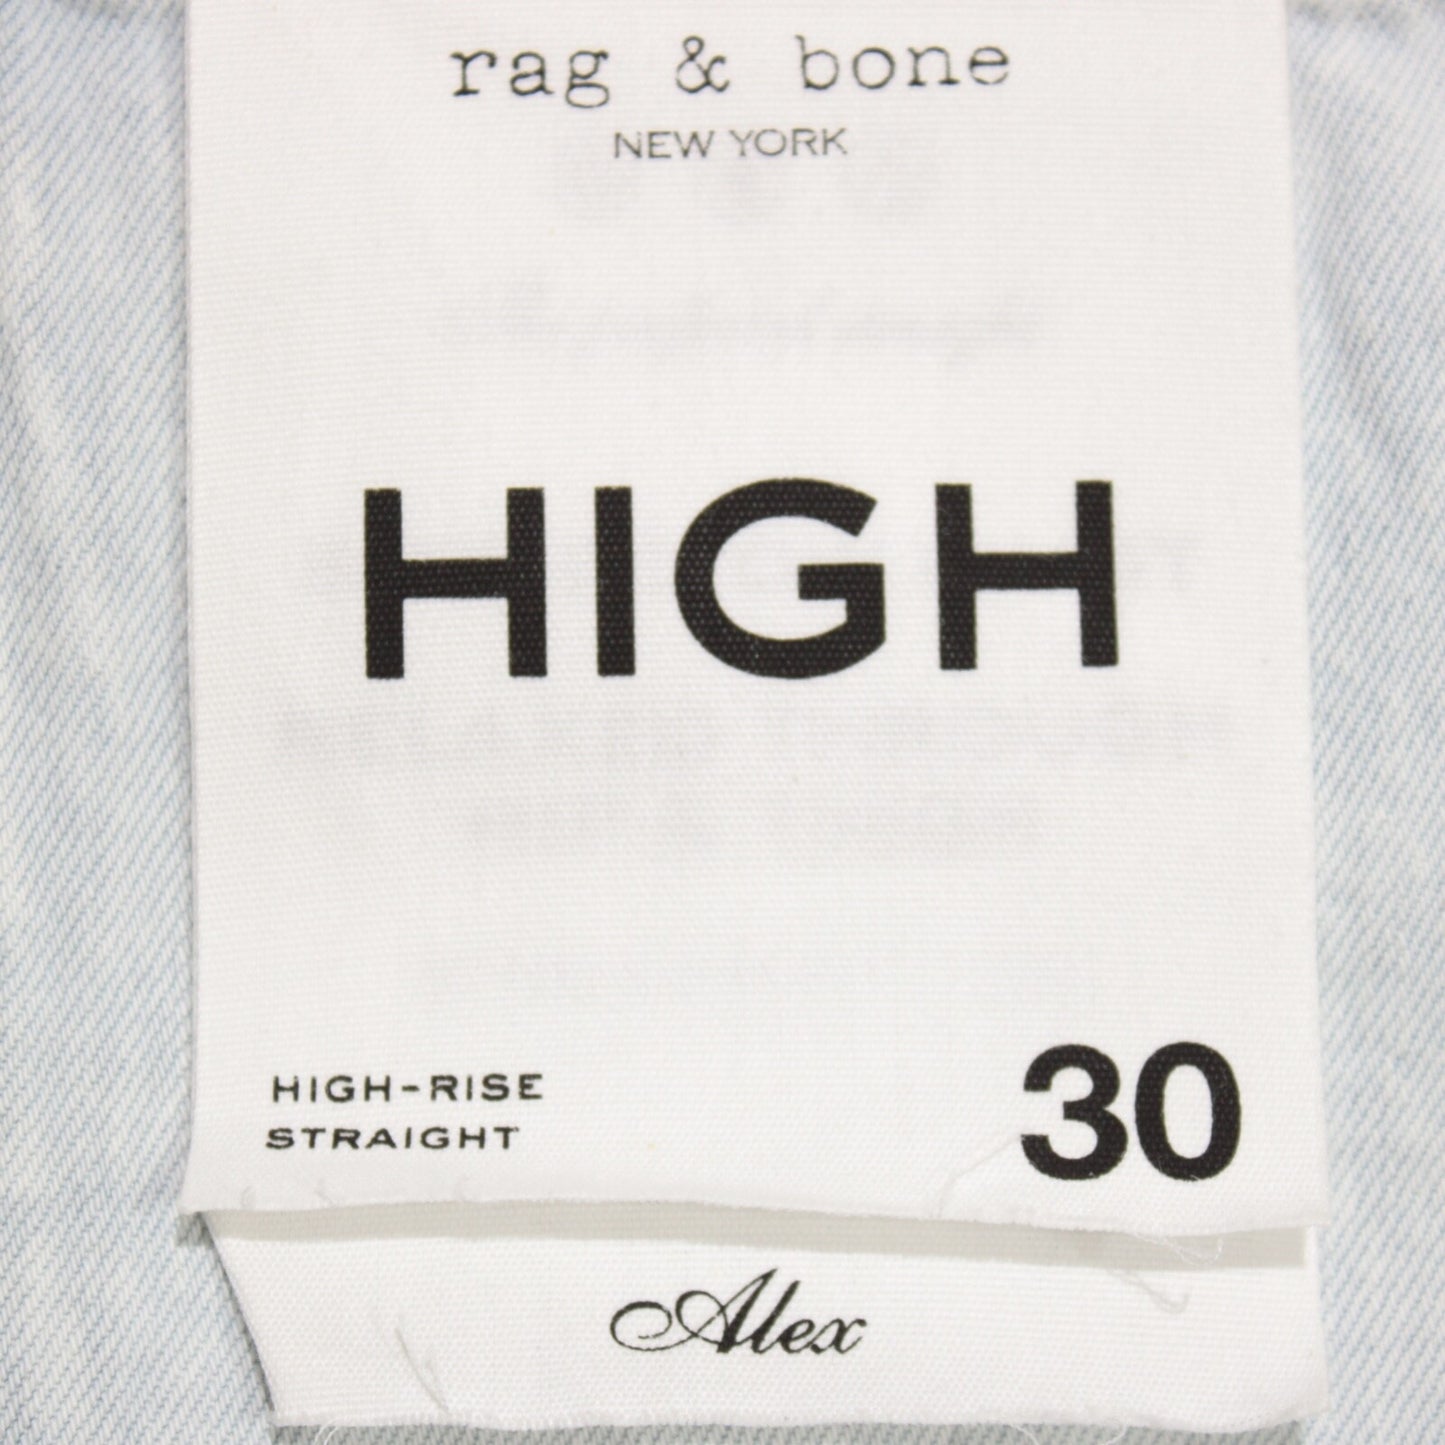 rag & bone
NEW YORK
HIGH
HIGH-RISE
STRAIGHT
30
Alex